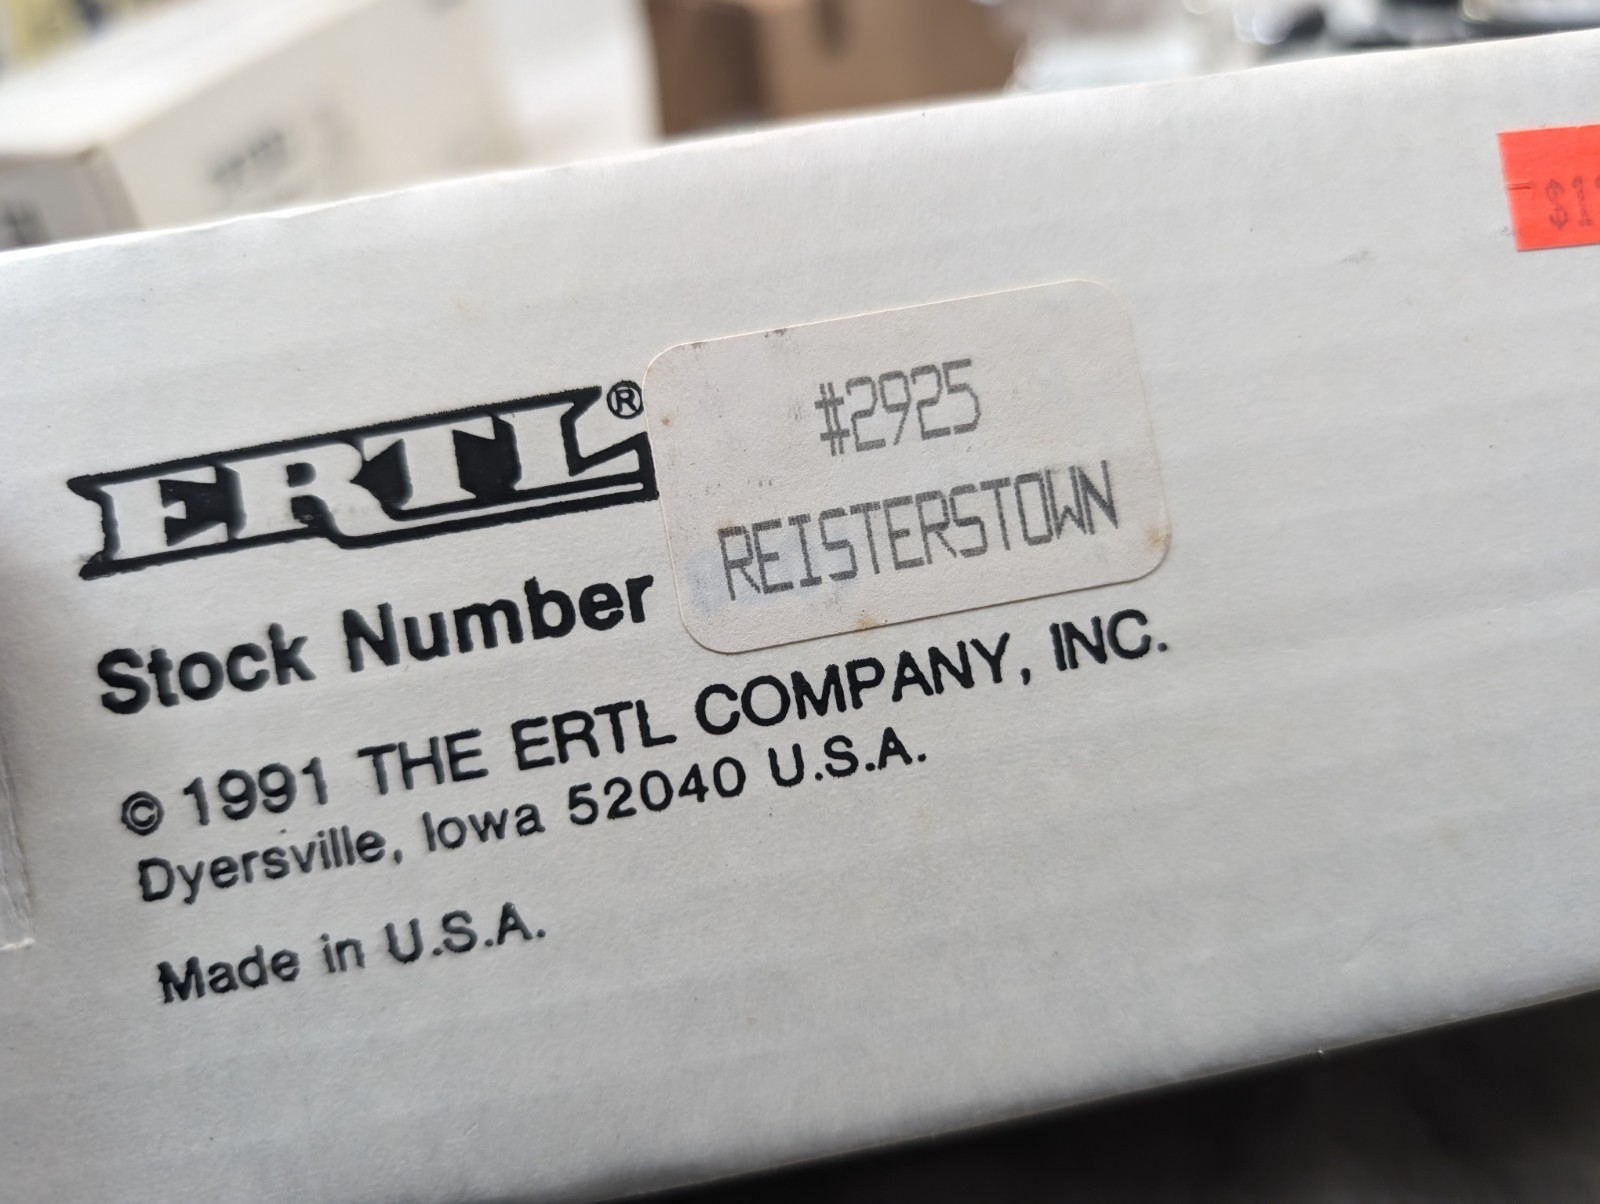 ERTL®
#2925
REISTERSTOWN
Stock Number
© 1991 THE ERTL COMPANY, INC.
Dyersville, Iowa 52040 U.S.A.
Made in U.S.A.